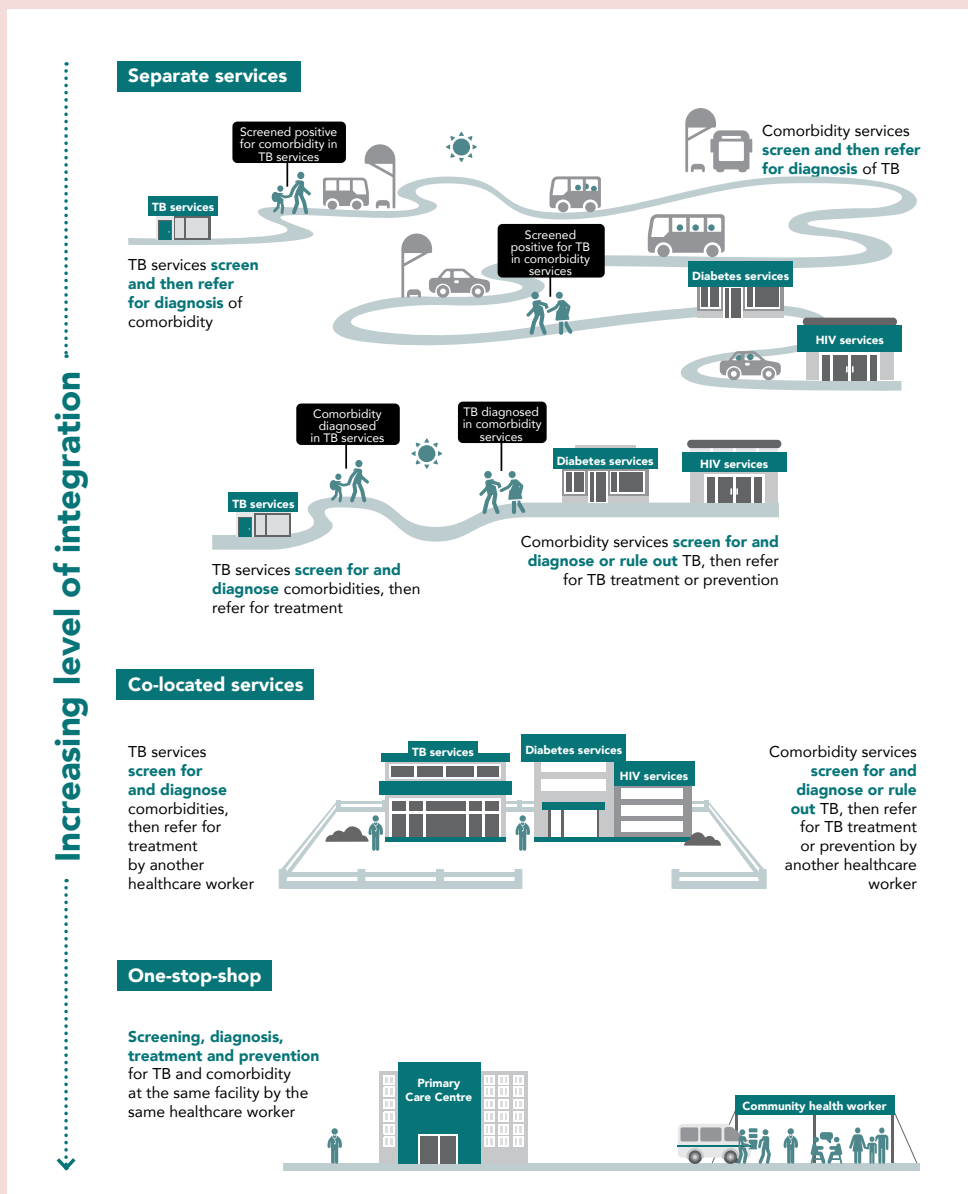 Increasing level of integration
Separate services
Screened positive
for comorbidity in
TB services
TB services
TB services screen
and then refer
for diagnosis of
comorbidity
Comorbidity services
screen and then refer
for diagnosis of TB
Screened
positive for TB
in comorbidity
services
Diabetes services
HIV services
Comorbidity
diagnosed
in TB services
TB diagnosed
in comorbidity
services
TB services
Diabetes services
HIV services
TB services screen for and
diagnose comorbidities, then
refer for treatment
Comorbidity services screen for and
diagnose or rule out TB, then refer
for TB treatment or prevention
Co-located services
TB services
screen for
and diagnose
comorbidities,
then refer for
treatment
by another
healthcare worker
TB services
Diabetes services
HIV services
Comorbidity services
screen for and
diagnose or rule
out TB, then refer
for TB treatment
or prevention by
another healthcare
worker
One-stop-shop
Screening, diagnosis,
treatment and prevention
for TB and comorbidity
at the same facility by the
same healthcare worker
Primary
Care Centre
Community health worker